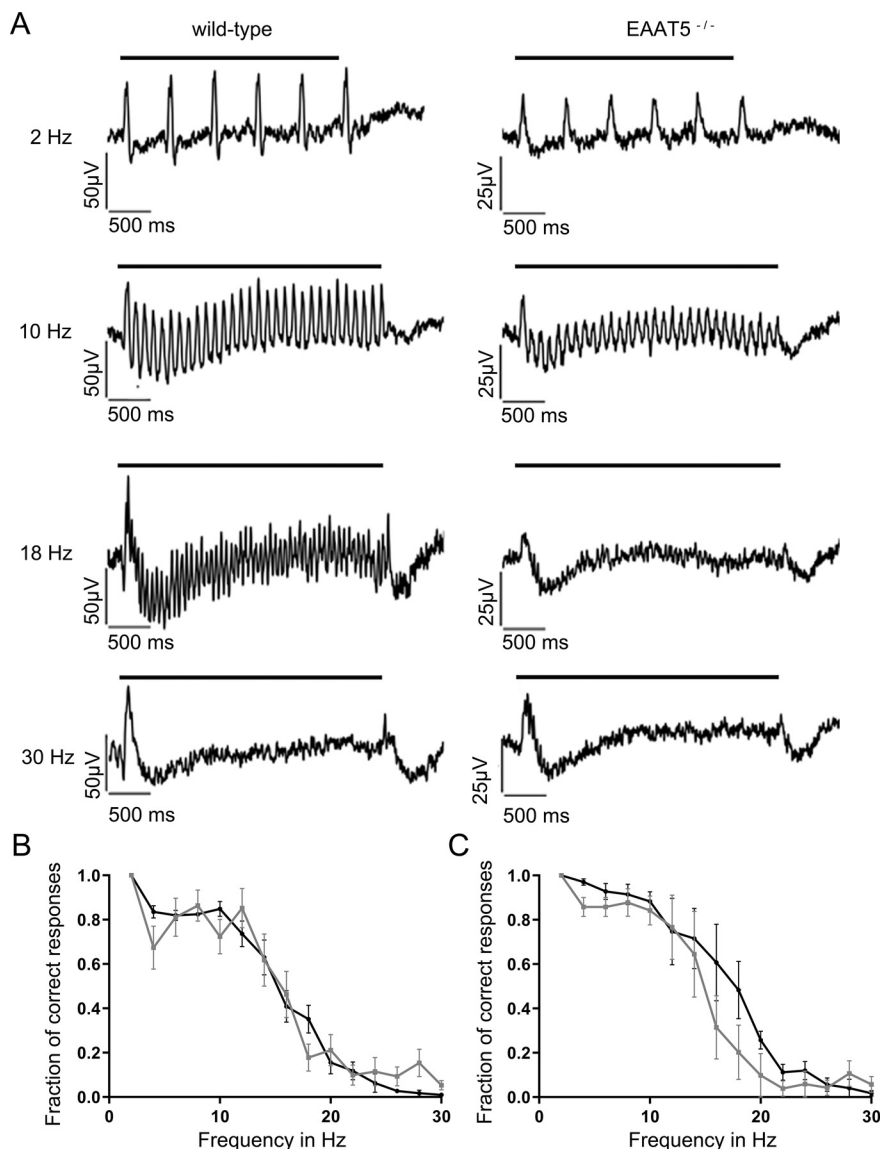 A
wild-type
EAAT5 -/-
2 Hz
50µV
500 ms
25µV
500 ms
10 Hz
50µV
500 ms
25µV
500 ms
18 Hz
50µV
500 ms
25µV
500 ms
30 Hz
50µV
500 ms
25µV
500 ms
B
Fraction of correct responses
1.0
0.8
0.6
0.4
0.2
0.0
0
10
20
30
Frequency in Hz
C
Fraction of correct responses
1.0
0.8
0.6
0.4
0.2
0.0
0
10
20
30
Frequency in Hz